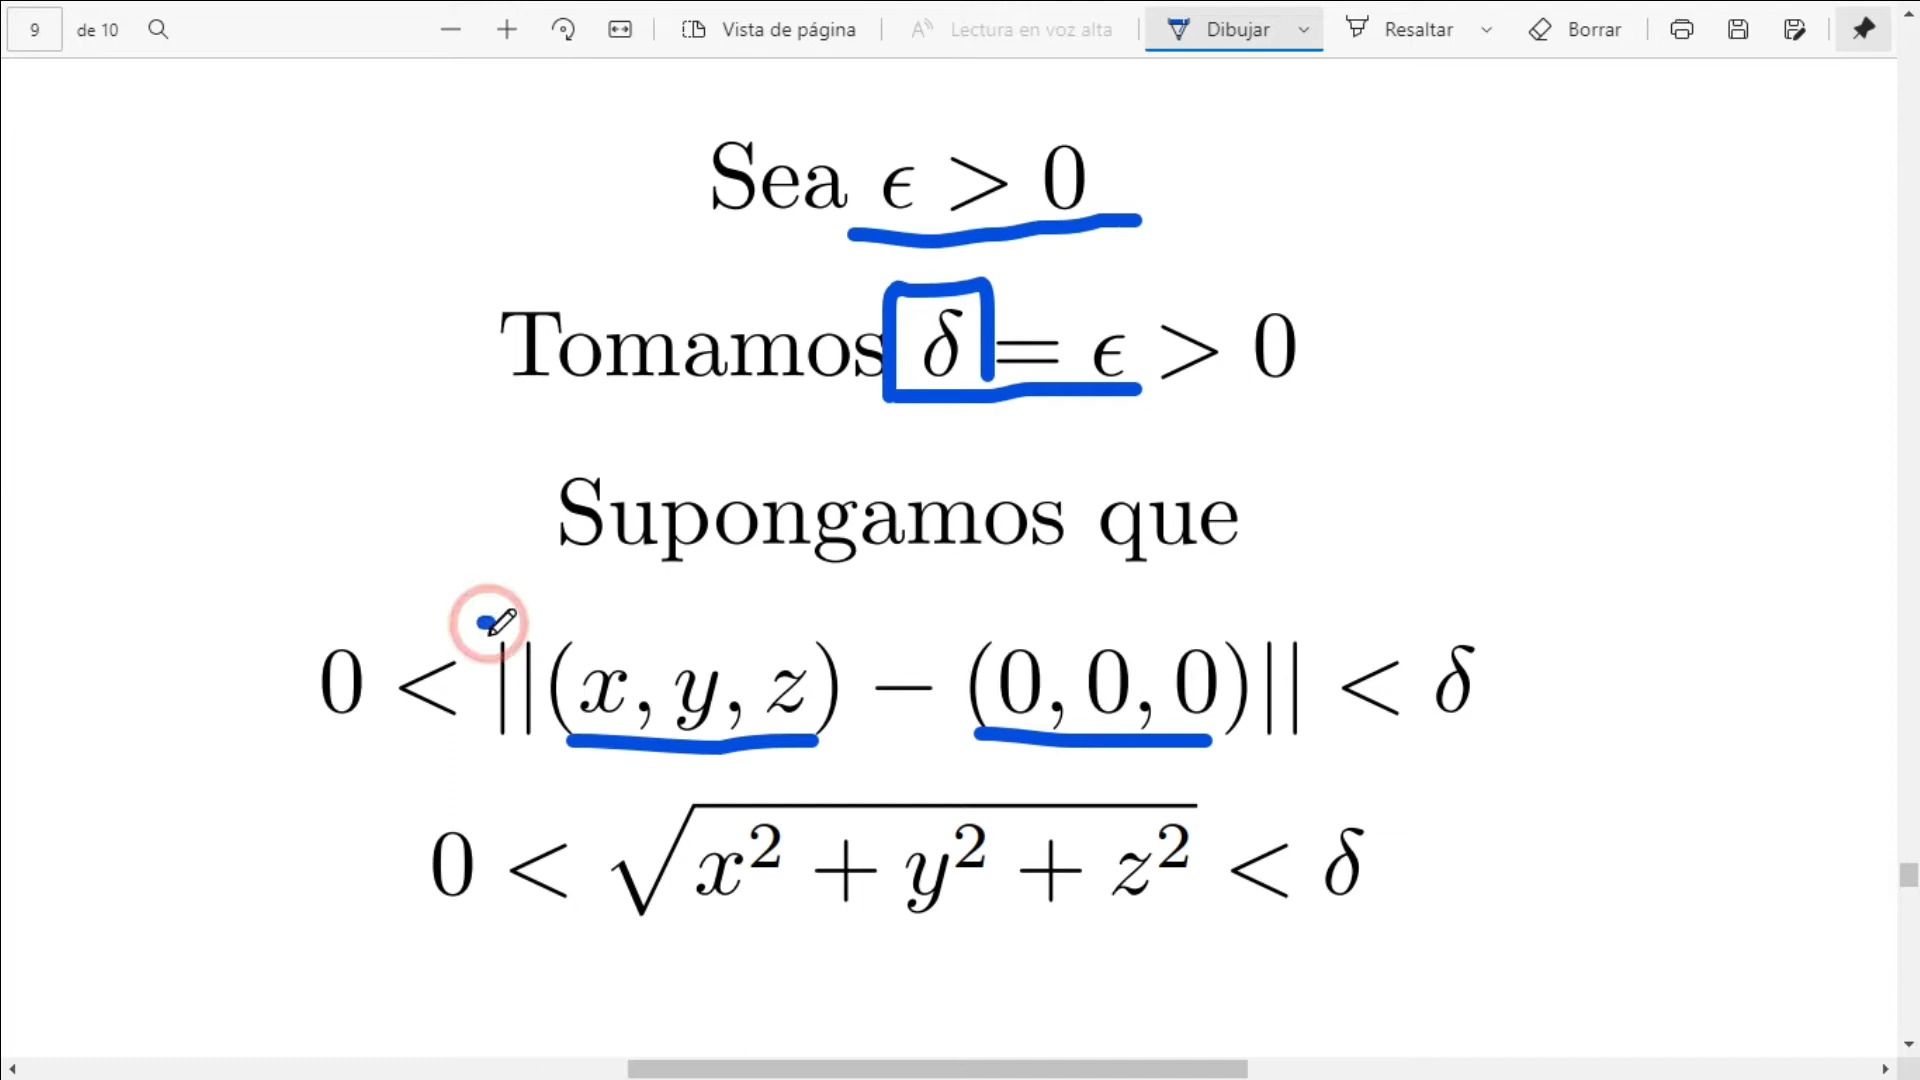 9 de 10 Vista de página Lectura en voz alta Dibujar Resaltar Borrar
Sea ϵ > 0
Tomamos δ = ϵ > 0
Supongamos que
0 < ||(x, y, z) − (0, 0, 0)|| < δ
0 < √(x² + y² + z²) < δ